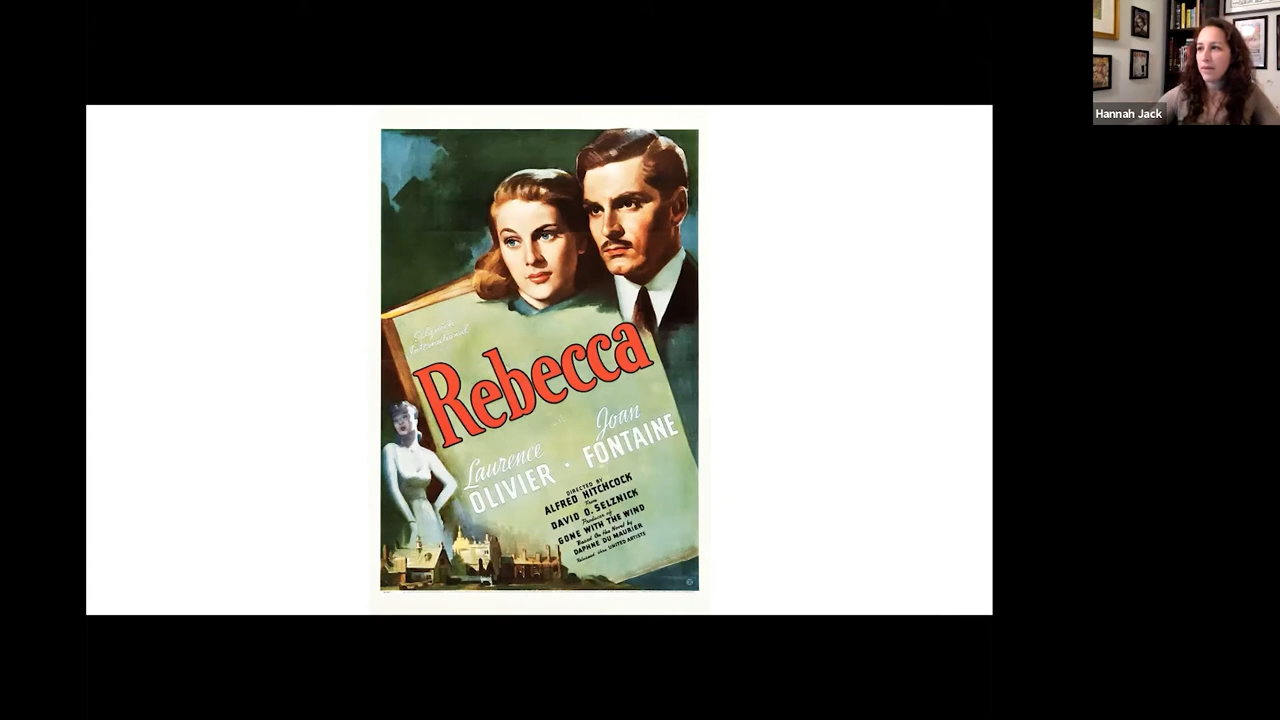 Hannah Jack
Selznick
International
Rebecca
Laurence
OLIVIER · Joan
FONTAINE
DIRECTED BY
ALFRED HITCHCOCK
From
DAVID O. SELZNICK
Producer of
GONE WITH THE WIND
Based On the Novel by
DAPHNE DU MAURIER
Released thru UNITED ARTISTS